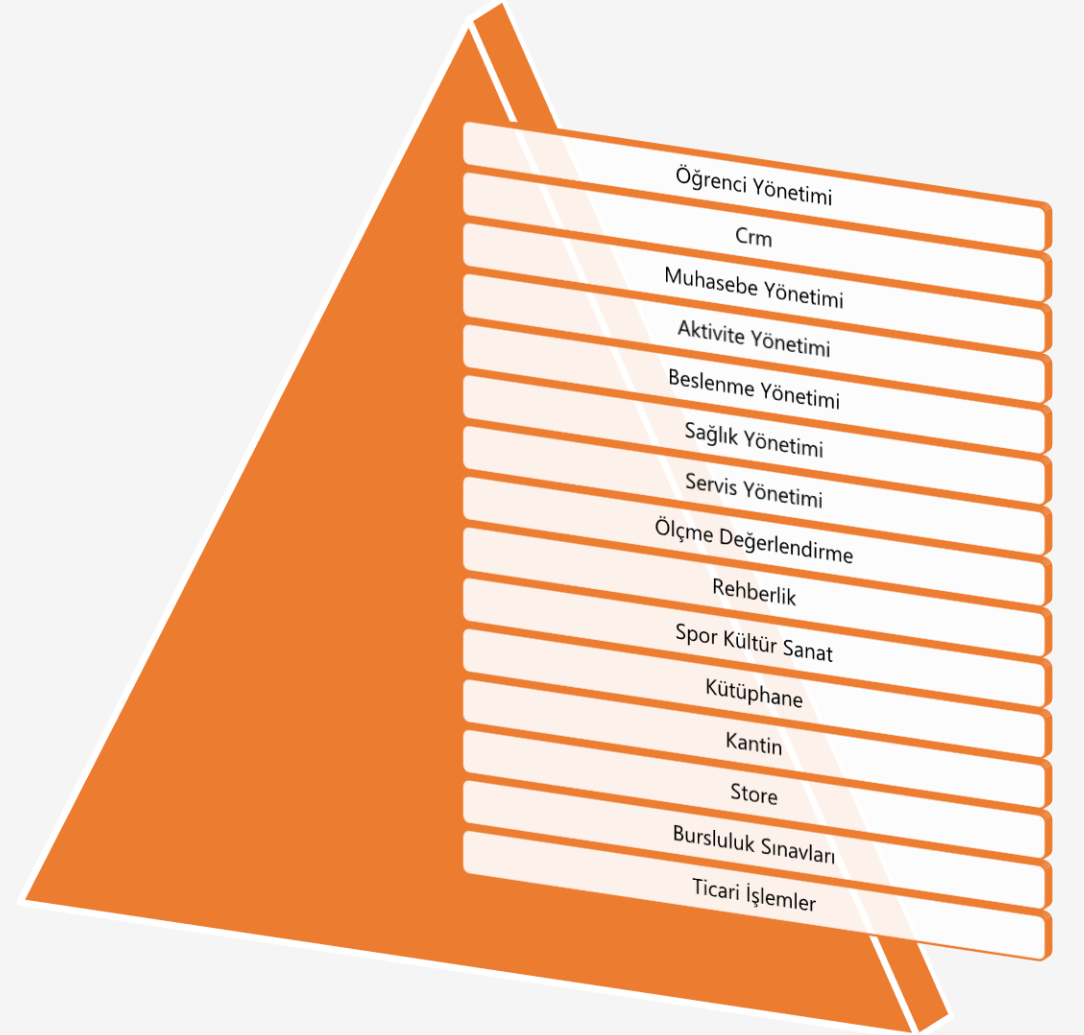 Öğrenci Yönetimi
Crm
Muhasebe Yönetimi
Aktivite Yönetimi
Beslenme Yönetimi
Sağlık Yönetimi
Servis Yönetimi
Ölçme Değerlendirme
Rehberlik
Spor Kültür Sanat
Kütüphane
Kantin
Store
Bursluluk Sınavları
Ticari İşlemler